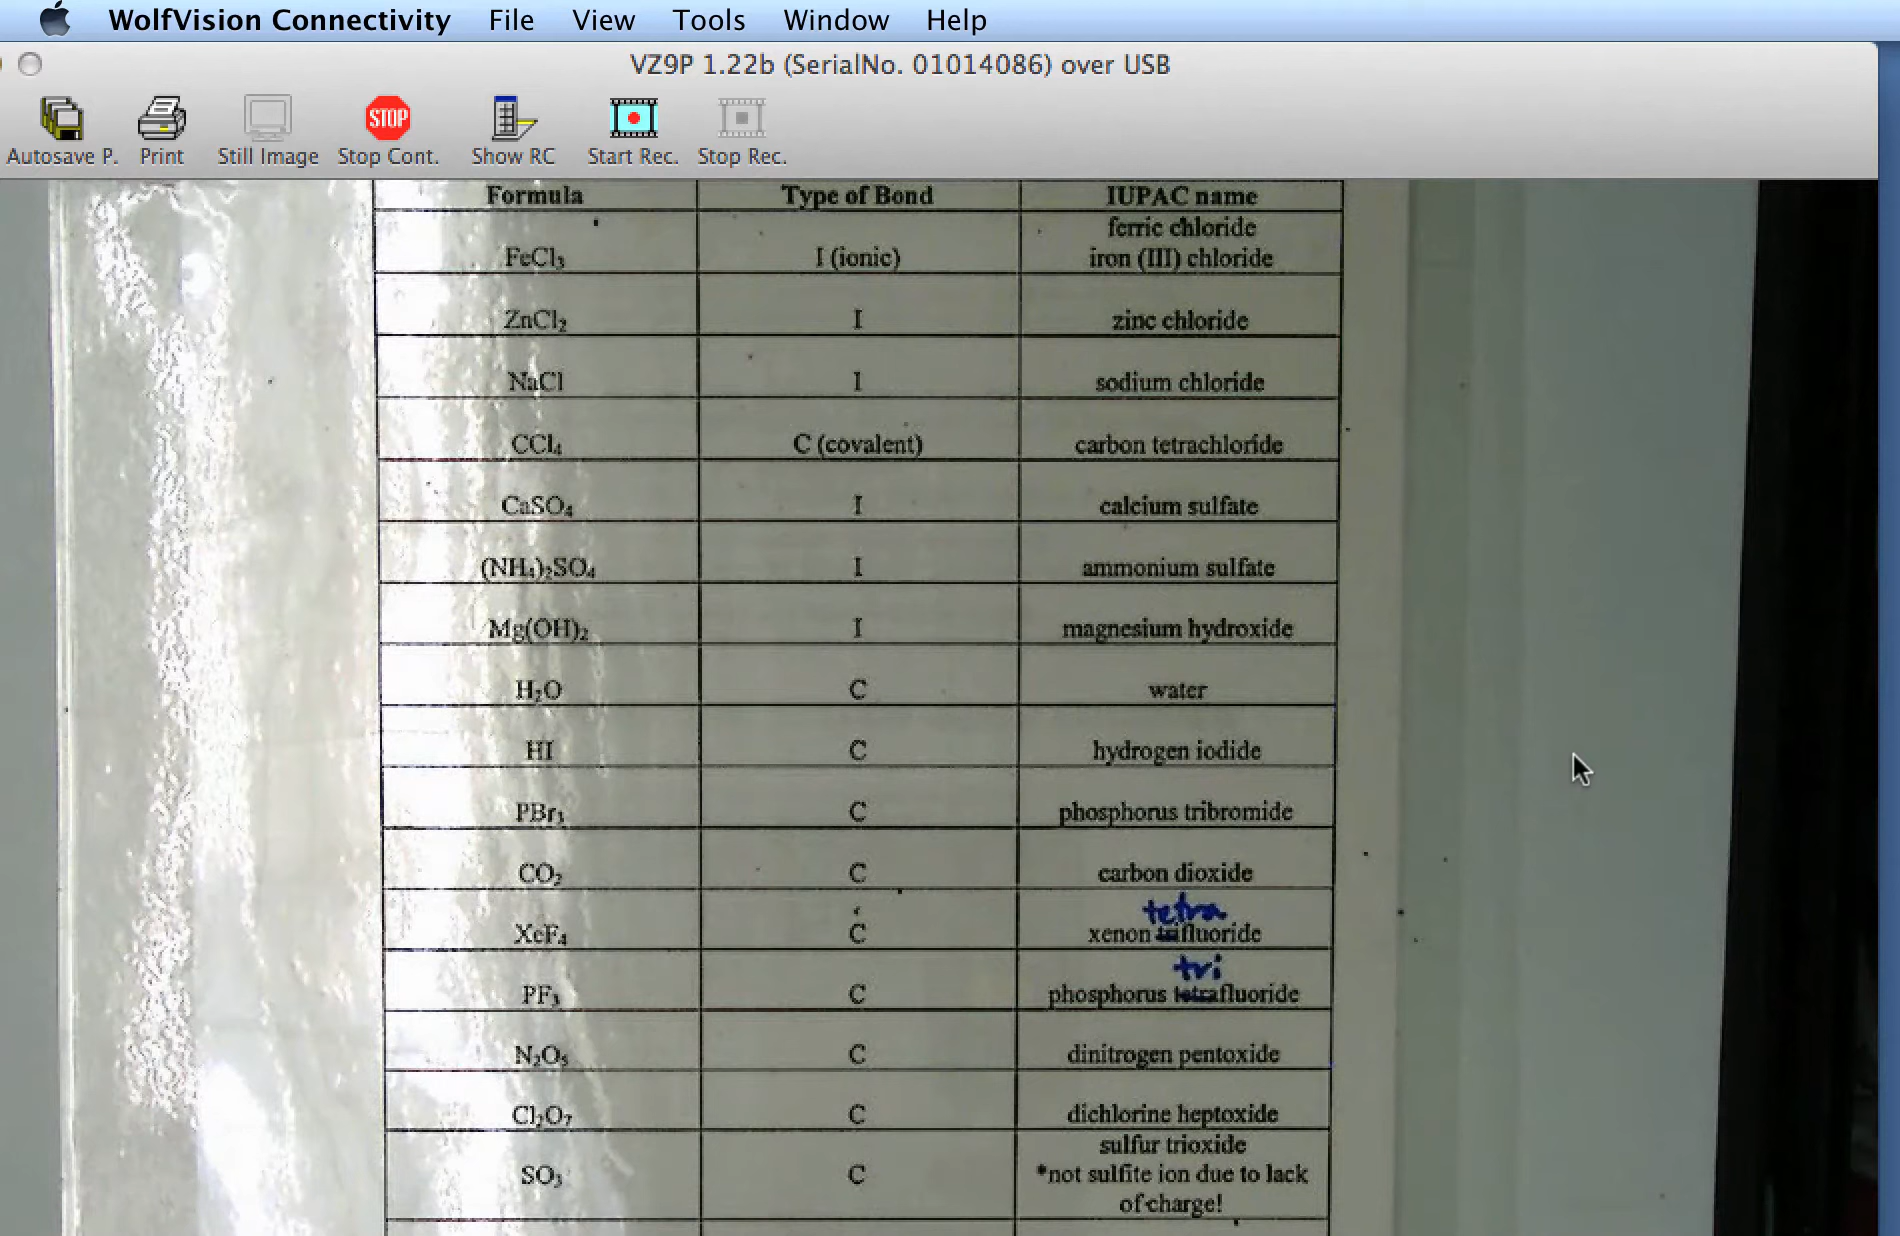 WolfVision Connectivity File View Tools Window Help
VZ9P 1.22b (SerialNo. 01014086) over USB
Autosave P. Print Still Image STOP Stop Cont. Show RC Start Rec. Stop Rec.
Formula Type of Bond IUPAC name
ferric chloride
FeCl₃ I (ionic) iron (III) chloride
ZnCl₂ I zinc chloride
NaCl I sodium chloride
CCl₄ C (covalent) carbon tetrachloride
CaSO₄ I calcium sulfate
(NH₄)₂SO₄ I ammonium sulfate
Mg(OH)₂ I magnesium hydroxide
H₂O C water
HI C hydrogen iodide
PBr₃ C phosphorus tribromide
CO₂ C carbon dioxide
tetra
XeF₄ C xenon trifluoride
tri
PF₃ C phosphorus tetrafluoride
N₂O₅ C dinitrogen pentoxide
Cl₂O₇ C dichlorine heptoxide
sulfur trioxide
SO₃ C *not sulfite ion due to lack
of charge!